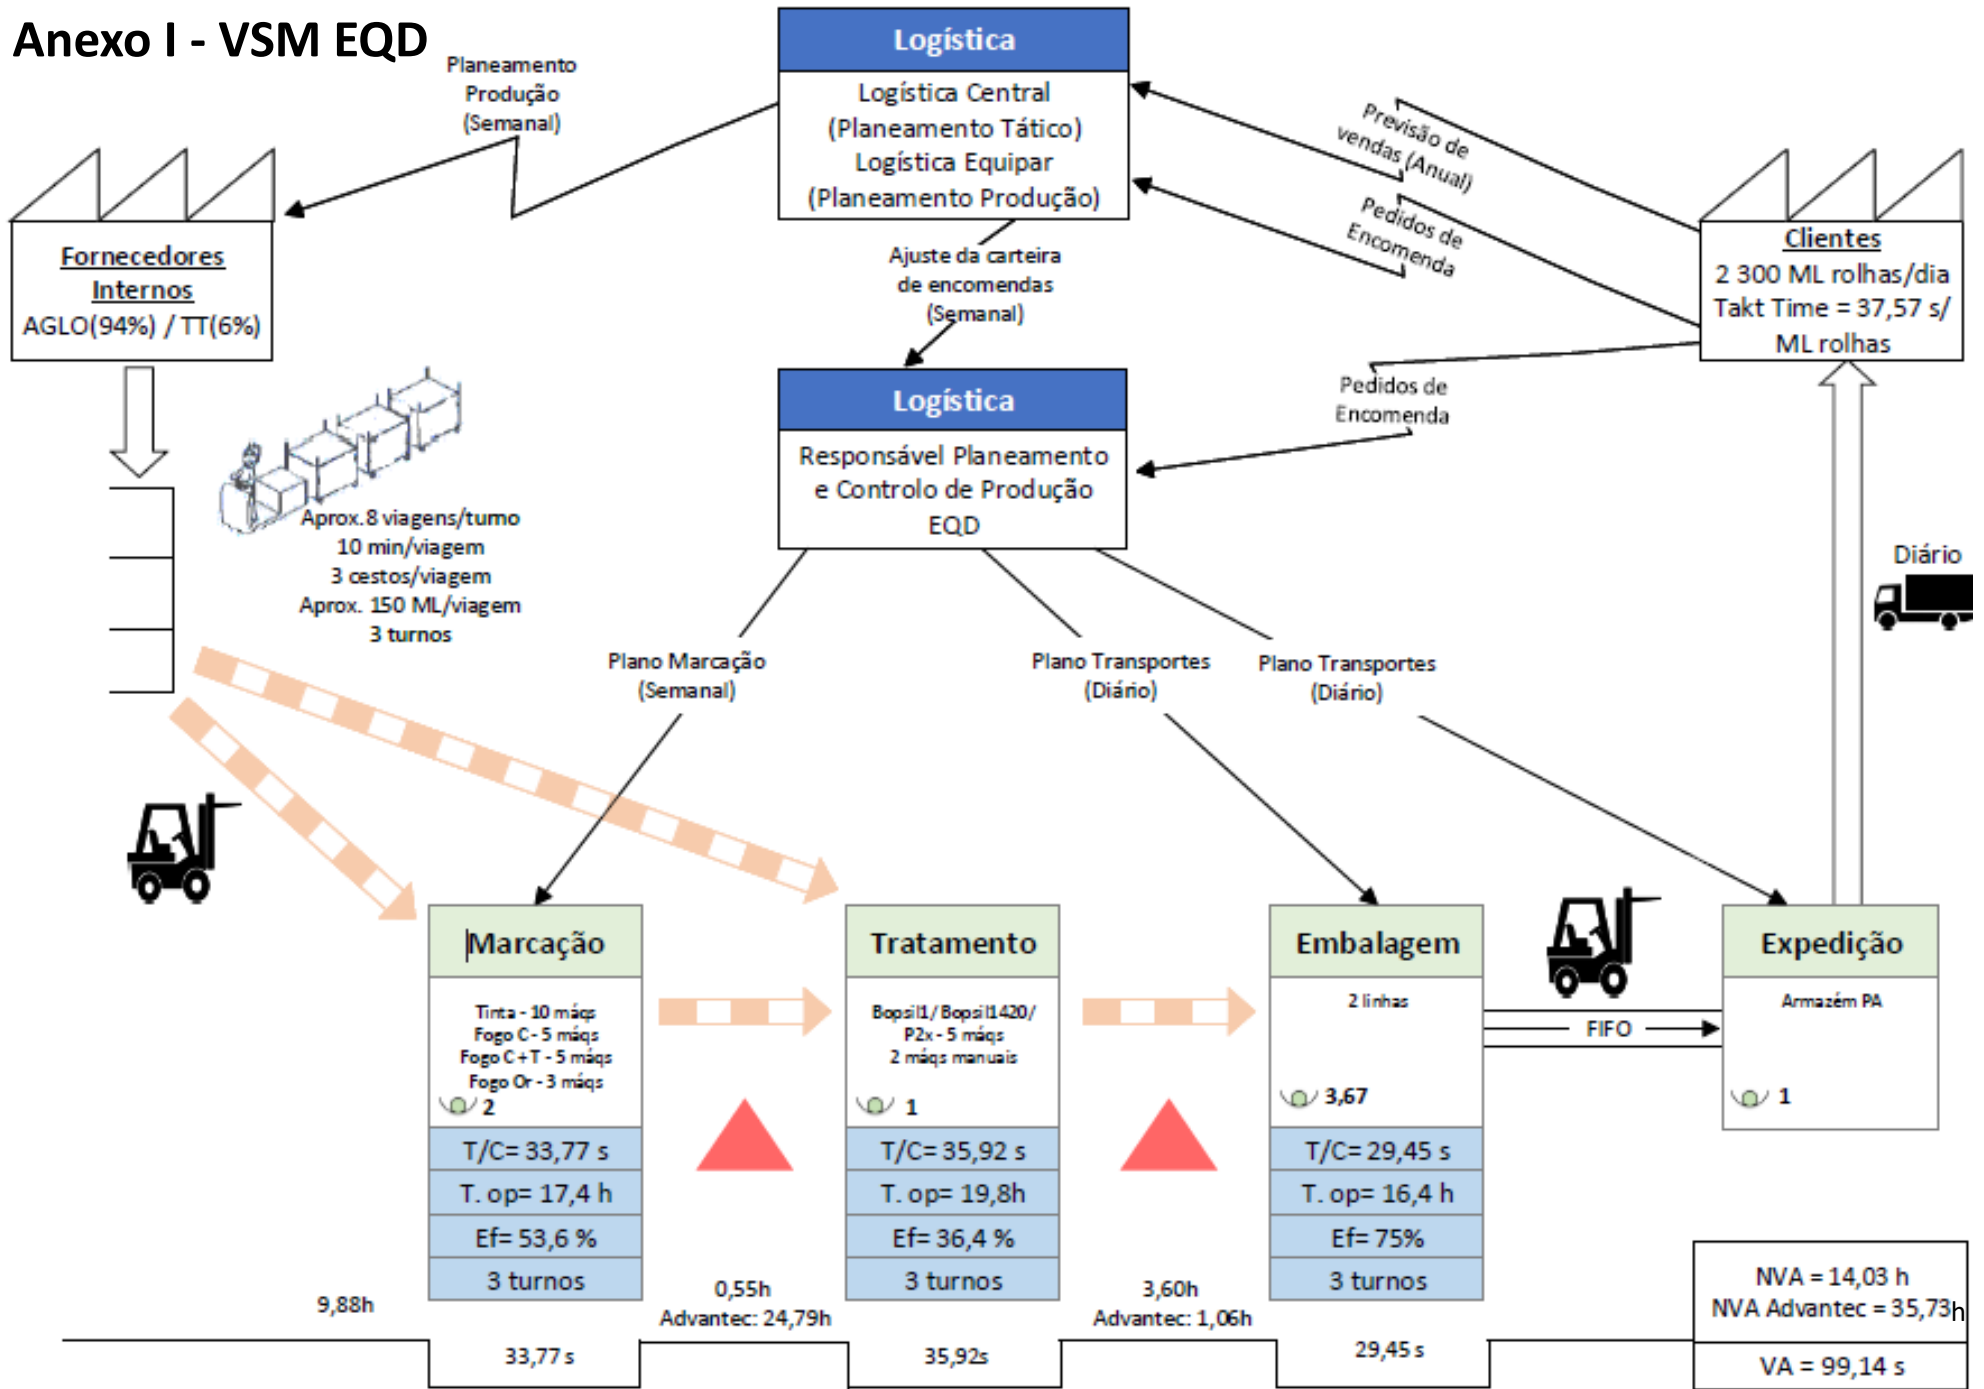 Anexo I - VSM EQD
Planeamento
Produção
(Semanal)
Logística
Logística Central
(Planeamento Tático)
Logística Equipar
(Planeamento Produção)
Previsão de
vendas (Anual)
Pedidos de
Encomenda
Clientes
2 300 ML rolhas/dia
Takt Time = 37,57 s/
ML rolhas
Fornecedores
Internos
AGLO(94%) / TT(6%)
Ajuste da carteira
de encomendas
(Semanal)
Pedidos de
Encomenda
Logística
Responsável Planeamento
e Controlo de Produção
EQD
Aprox.8 viagens/turno
10 min/viagem
3 cestos/viagem
Aprox. 150 ML/viagem
3 turnos
Diário
Plano Marcação
(Semanal)
Plano Transportes
(Diário)
Plano Transportes
(Diário)
Marcação
Tinta - 10 máqs
Fogo C - 5 máqs
Fogo C+T - 5 máqs
Fogo Or - 3 máqs
2
T/C= 33,77 s
T. op= 17,4 h
Ef= 53,6 %
3 turnos
Tratamento
Bopsil1/Bopsil1420/
P2x - 5 máqs
2 máqs manuais
1
T/C= 35,92 s
T. op= 19,8h
Ef= 36,4 %
3 turnos
Embalagem
2 linhas
3,67
T/C= 29,45 s
T. op= 16,4 h
Ef= 75%
3 turnos
FIFO
Expedição
Armazém PA
1
9,88h
0,55h
Advantec: 24,79h
3,60h
Advantec: 1,06h
33,77 s
35,92s
29,45 s
NVA = 14,03 h
NVA Advantec = 35,73h
VA = 99,14 s